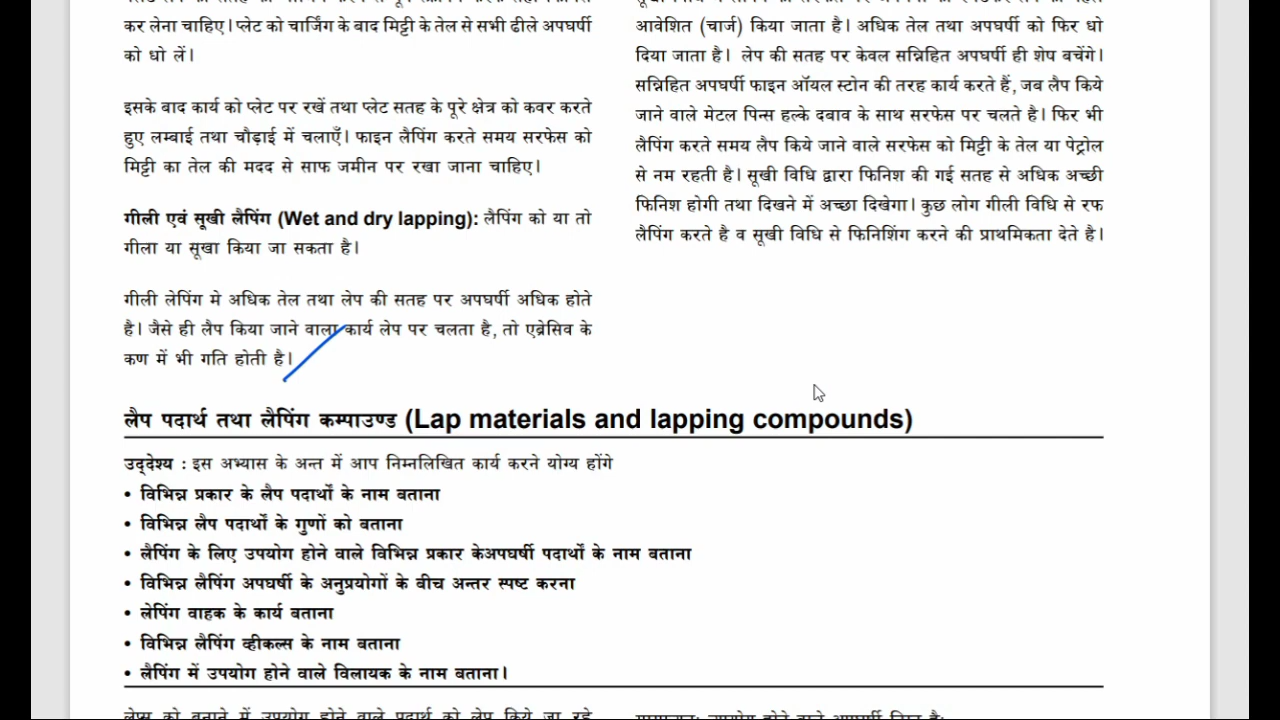 कर लेना चाहिए। प्लेट को चार्जिंग के बाद मिट्टी के तेल से सभी ढीले अपघर्षी
को धो लें।
इसके बाद कार्य को प्लेट पर रखें तथा प्लेट सतह के पूरे क्षेत्र को कवर करते
हुए लम्बाई तथा चौड़ाई में चलाएँ। फाइन लैपिंग करते समय सरफेस को
मिट्टी का तेल की मदद से साफ जमीन पर रखा जाना चाहिए।
गीली एवं सूखी लैपिंग (Wet and dry lapping): लैपिंग को या तो
गीला या सूखा किया जा सकता है।
गीली लेपिंग मे अधिक तेल तथा लेप की सतह पर अपघर्षी अधिक होते
है। जैसे ही लैप किया जाने वाला कार्य लेप पर चलता है, तो एब्रेसिव के
कण में भी गति होती है।
आवेशित (चार्ज) किया जाता है। अधिक तेल तथा अपघर्षी को फिर धो
दिया जाता है। लेप की सतह पर केवल सन्निहित अपघर्षी ही शेप बचेंगे।
सन्निहित अपघर्षी फाइन ऑयल स्टोन की तरह कार्य करते हैं, जब लैप किये
जाने वाले मेटल पिन्स हल्के दबाव के साथ सरफेस पर चलते है। फिर भी
लैपिंग करते समय लैप किये जाने वाले सरफेस को मिट्टी के तेल या पेट्रोल
से नम रहती है। सूखी विधि द्वारा फिनिश की गई सतह से अधिक अच्छी
फिनिश होगी तथा दिखने में अच्छा दिखेगा। कुछ लोग गीली विधि से रफ
लैपिंग करते है व सूखी विधि से फिनिशिंग करने की प्राथमिकता देते है।
लैप पदार्थ तथा लैपिंग कम्पाउण्ड (Lap materials and lapping compounds)
उद्देश्य : इस अभ्यास के अन्त में आप निम्नलिखित कार्य करने योग्य होंगे
• विभिन्न प्रकार के लैप पदार्थों के नाम बताना
• विभिन्न लैप पदार्थों के गुणों को बताना
• लैपिंग के लिए उपयोग होने वाले विभिन्न प्रकार केअपघर्षी पदार्थों के नाम बताना
• विभिन्न लैपिंग अपघर्षी के अनुप्रयोगों के बीच अन्तर स्पष्ट करना
• लेपिंग वाहक के कार्य बताना
• विभिन्न लैपिंग व्हीकल्स के नाम बताना
• लैपिंग में उपयोग होने वाले विलायक के नाम बताना।
लेप्स को बनाने में उपयोग होने वाले पदार्थ को लेप किये जा रहे